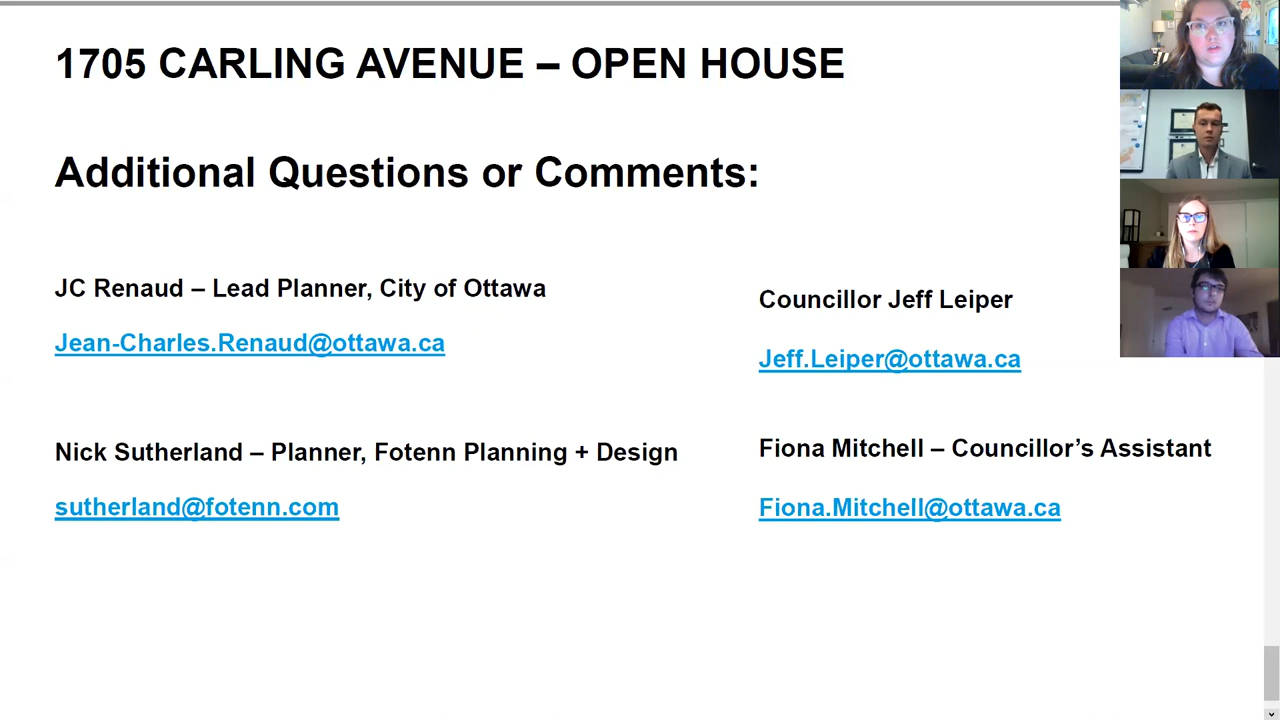 1705 CARLING AVENUE – OPEN HOUSE
Additional Questions or Comments:
JC Renaud – Lead Planner, City of Ottawa
Jean-Charles.Renaud@ottawa.ca
Nick Sutherland – Planner, Fotenn Planning + Design
sutherland@fotenn.com
Councillor Jeff Leiper
Jeff.Leiper@ottawa.ca
Fiona Mitchell – Councillor’s Assistant
Fiona.Mitchell@ottawa.ca